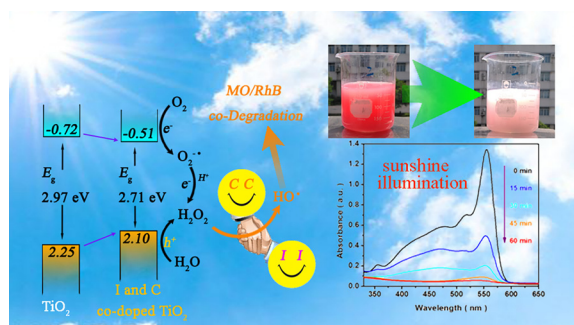 -0.72
-0.51
Eg
Eg
2.97 eV
2.71 eV
2.25
2.10
TiO2
I and C
co-doped TiO2
O2
e-
O2-•
e- H+
H2O2
h+
H2O
MO/RhB
co-Degradation
HO•
C C
I I
sunshine
illumination
0 min
15 min
45 min
60 min
Absorbance ( a.u.)
1.4
1.2
1.0
0.8
0.6
0.4
0.2
0.0
350 400 450 500 550 600 650
Wavelength ( nm )